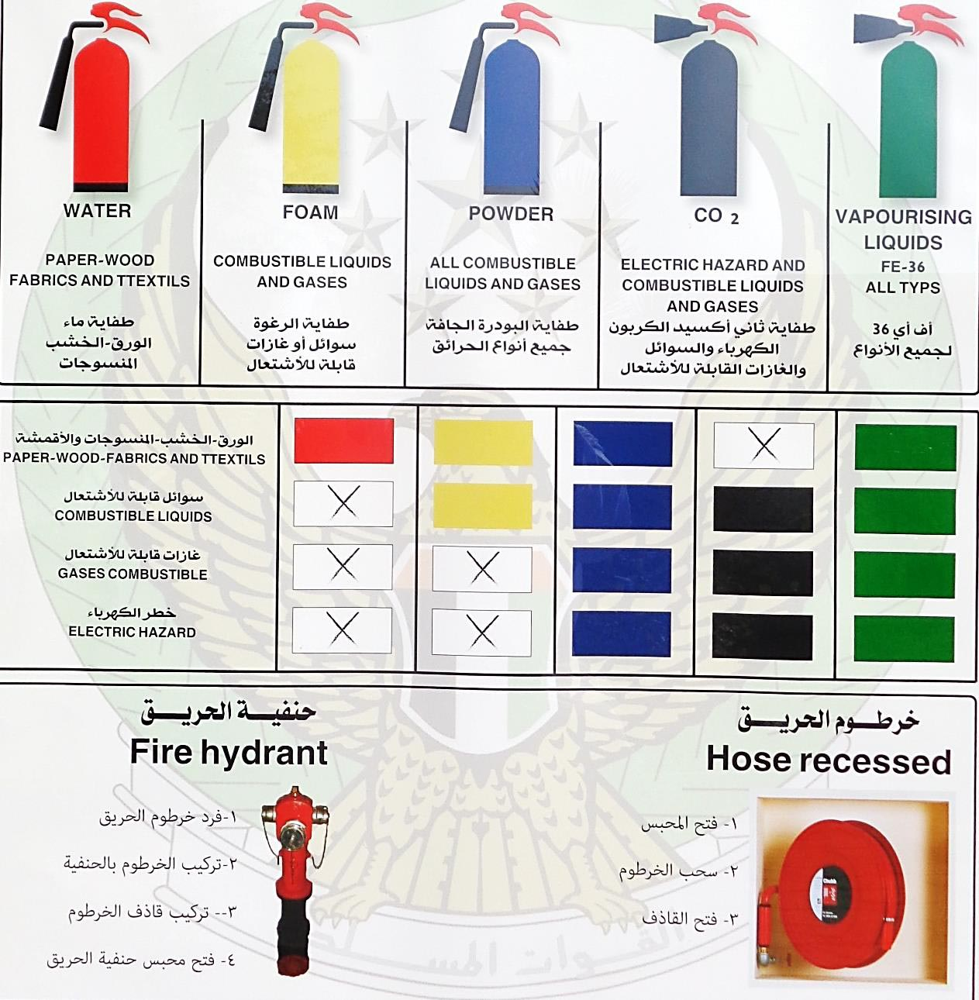 WATER
PAPER-WOOD
FABRICS AND TTEXTILS
طفاية ماء
الورق-الخشب
المنسوجات
FOAM
COMBUSTIBLE LIQUIDS
AND GASES
طفاية الرغوة
سوائل أو غازات
قابلة للأشتعال
POWDER
ALL COMBUSTIBLE
LIQUIDS AND GASES
طفاية البودرة الجافة
جميع أنواع الحرائق
CO 2
ELECTRIC HAZARD AND
COMBUSTIBLE LIQUIDS
AND GASES
طفاية ثاني أكسيد الكربون
الكهرباء والسوائل
والغازات القابلة للأشتعال
VAPOURISING
LIQUIDS
FE-36
ALL TYPS
أف أي 36
لجميع الأنواع
الورق-الخشب-المنسوجات والأقمشة
PAPER-WOOD-FABRICS AND TTEXTILS
سوائل قابلة للأشتعال
COMBUSTIBLE LIQUIDS
غازات قابلة للأشتعال
GASES COMBUSTIBLE
خطر الكهرباء
ELECTRIC HAZARD
حنفية الحريق
Fire hydrant
١-فرد خرطوم الحريق
٢-تركيب الخرطوم بالحنفية
٣-- تركيب قاذف الخرطوم
٤- فتح محبس حنفية الحريق
خرطوم الحريق
Hose recessed
١- فتح المحبس
٢- سحب الخرطوم
٣- فتح القاذف
Chubb
القوات المسلـ